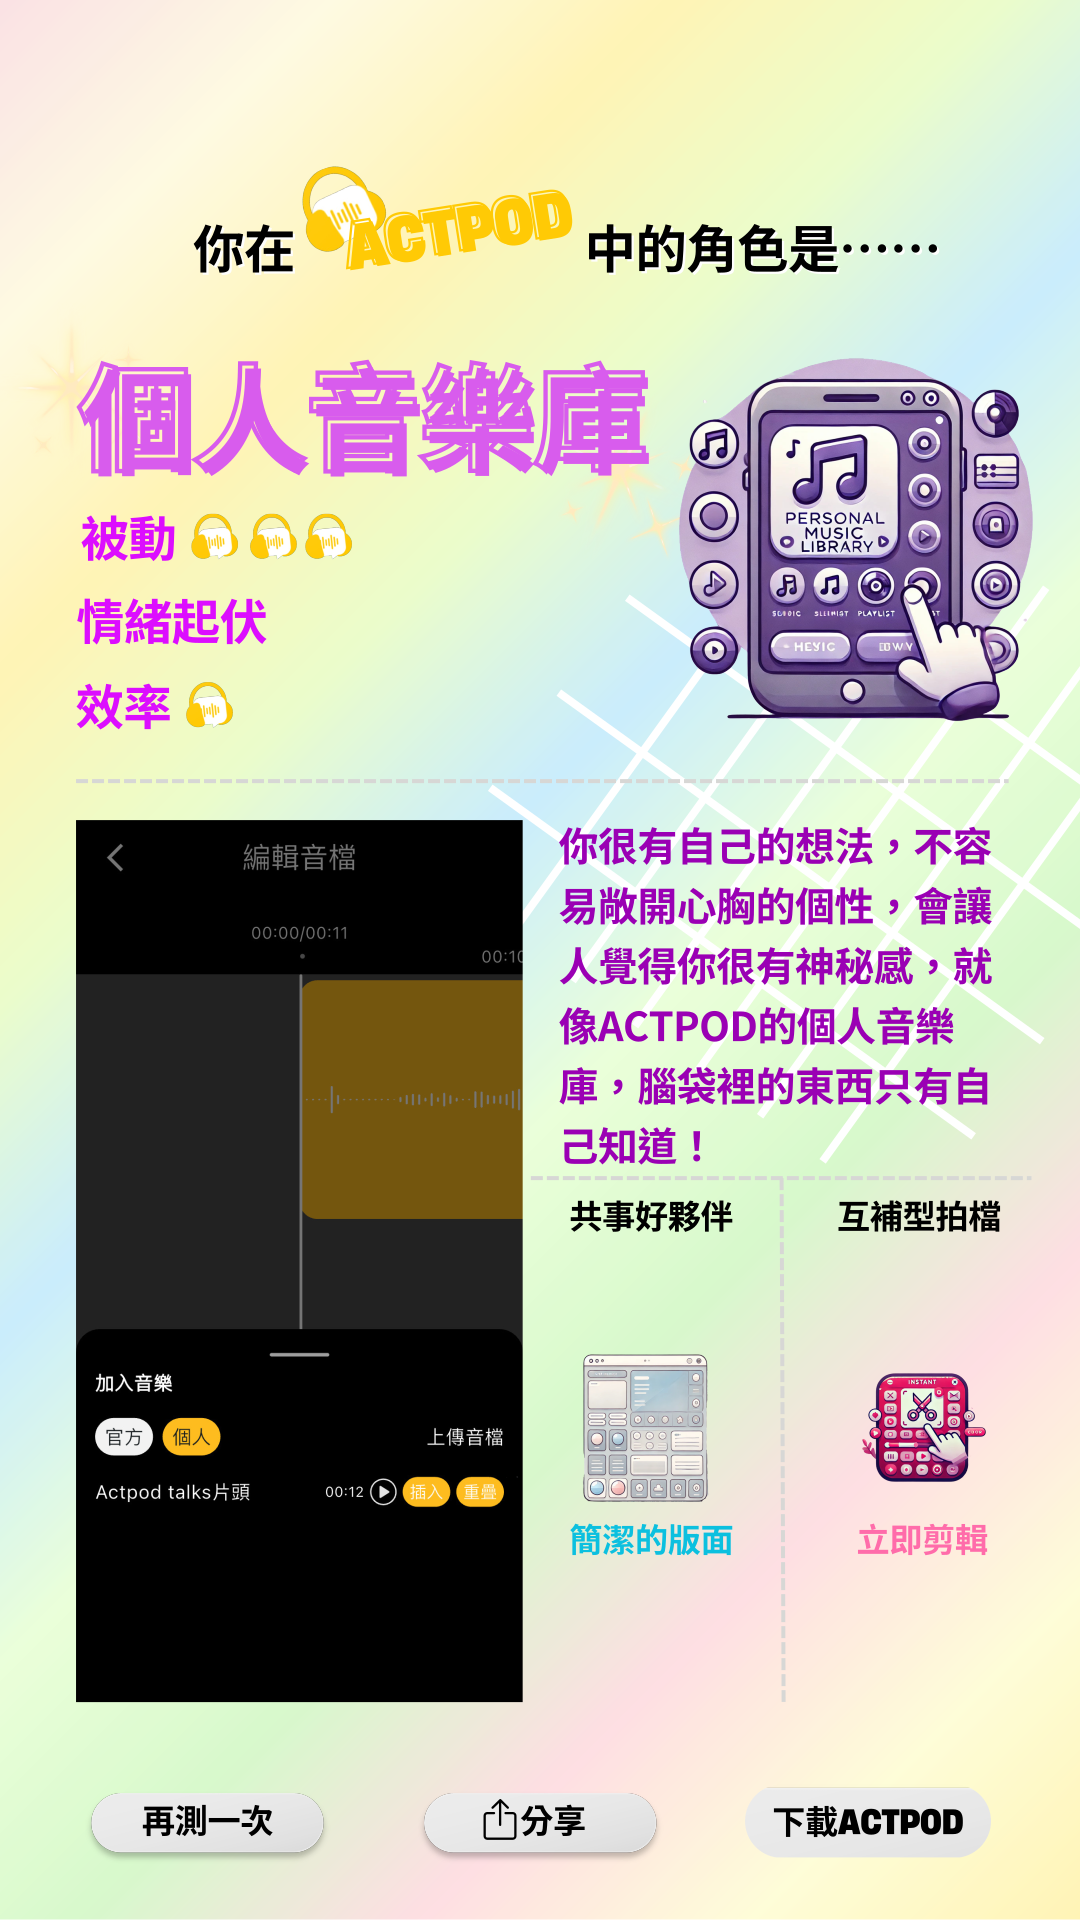 你在 ACTPOD 中的角色是……
個人音樂庫
被動
情緒起伏
效率
PERSONAL
MUSIC
LIBRARY
PLAYLIST
HEXIC
編輯音檔
00:00/00:11
00:10
加入音樂
官方 個人 上傳音檔
Actpod talks片頭 00:12 插入 重疊
你很有自己的想法，不容
易敞開心胸的個性，會讓
人覺得你很有神秘感，就
像ACTPOD的個人音樂
庫，腦袋裡的東西只有自
己知道！
共事好夥伴 互補型拍檔
INSTANT
簡潔的版面 立即剪輯
再測一次 分享 下載ACTPOD